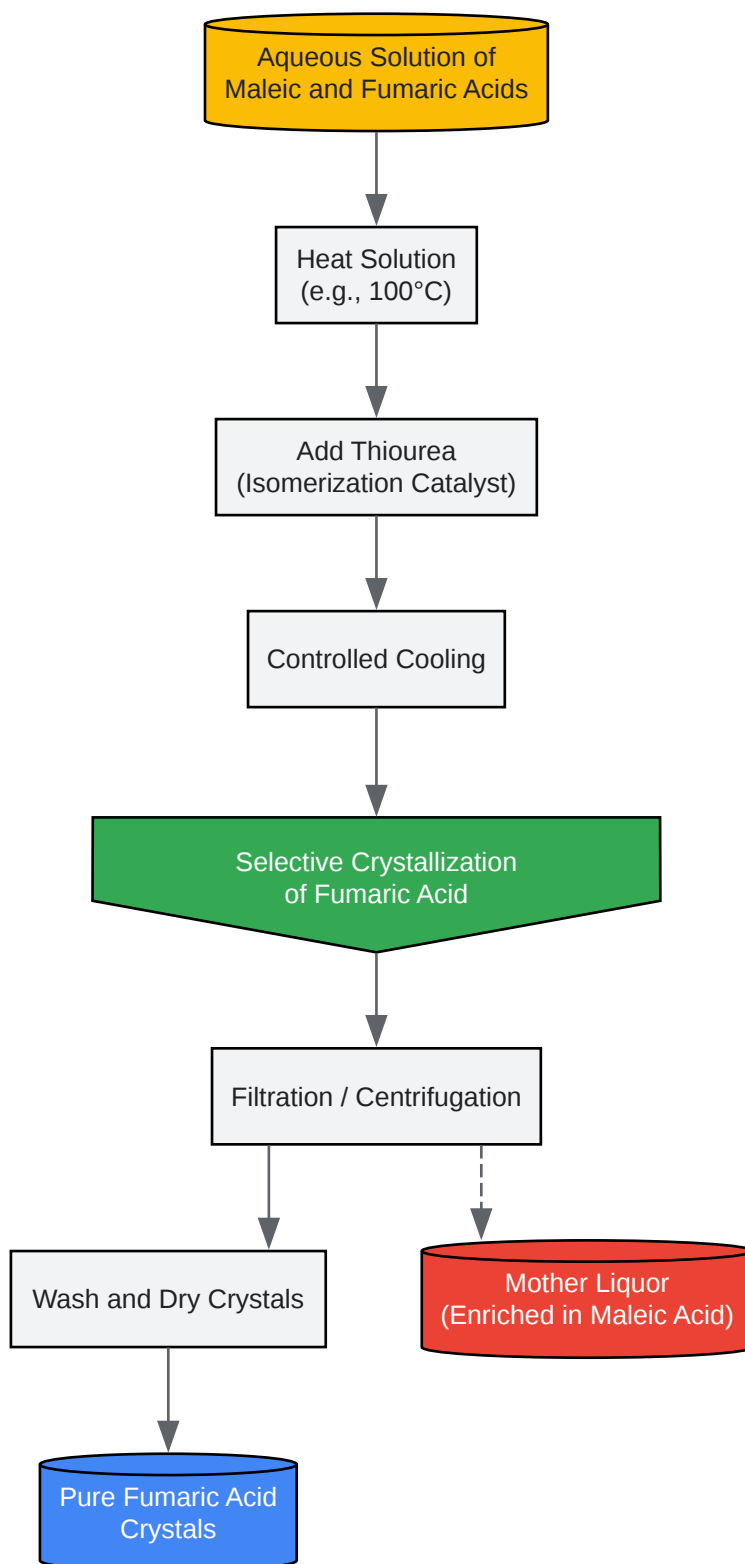 Aqueous Solution of
Maleic and Fumaric Acids
Heat Solution
(e.g., 100°C)
Add Thiourea
(Isomerization Catalyst)
Controlled Cooling
Selective Crystallization
of Fumaric Acid
Filtration / Centrifugation
Wash and Dry Crystals
Mother Liquor
(Enriched in Maleic Acid)
Pure Fumaric Acid
Crystals